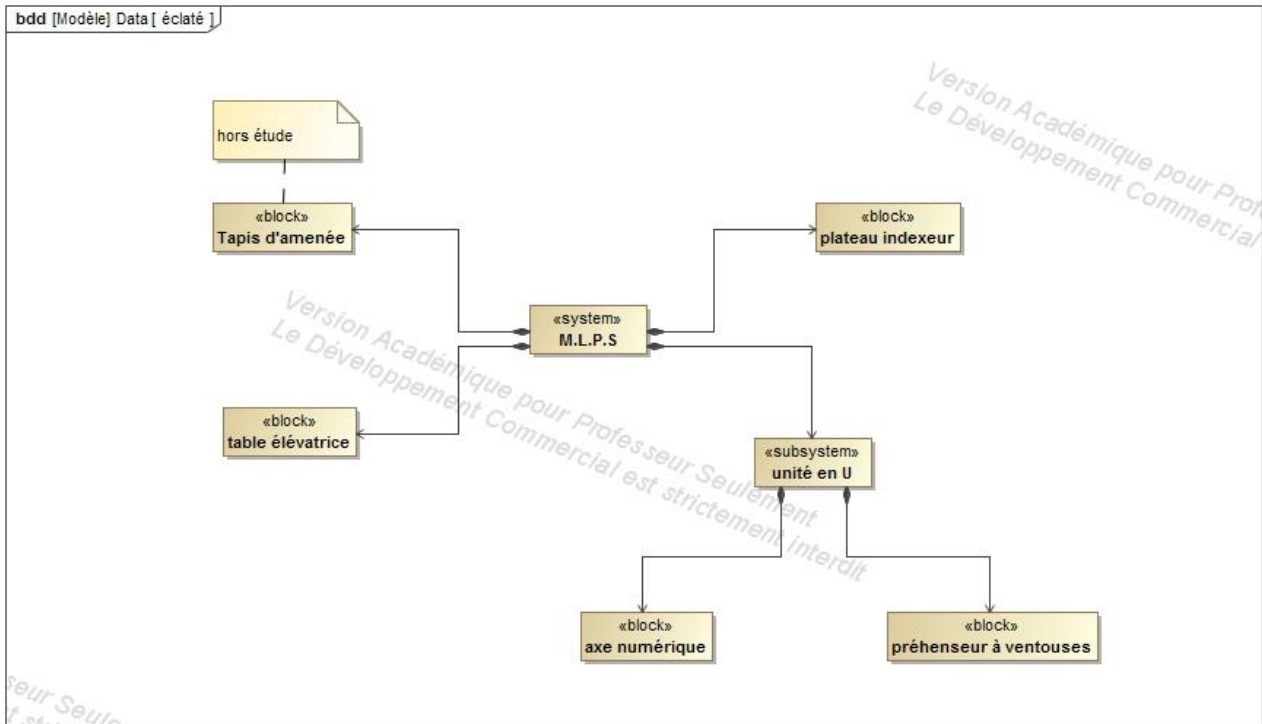 bdd [Modèle] Data [ éclaté ]
Version Académique pour Prof
Le Développement Commercial
hors étude
«block»
Tapis d'amenée
«block»
plateau indexeur
Version Académique pour Professeur Seulement
Le Développement Commercial est strictement interdit
«system»
M.L.P.S
«block»
table élévatrice
«subsystem»
unité en U
«block»
axe numérique
«block»
préhenseur à ventouses
seur Seul